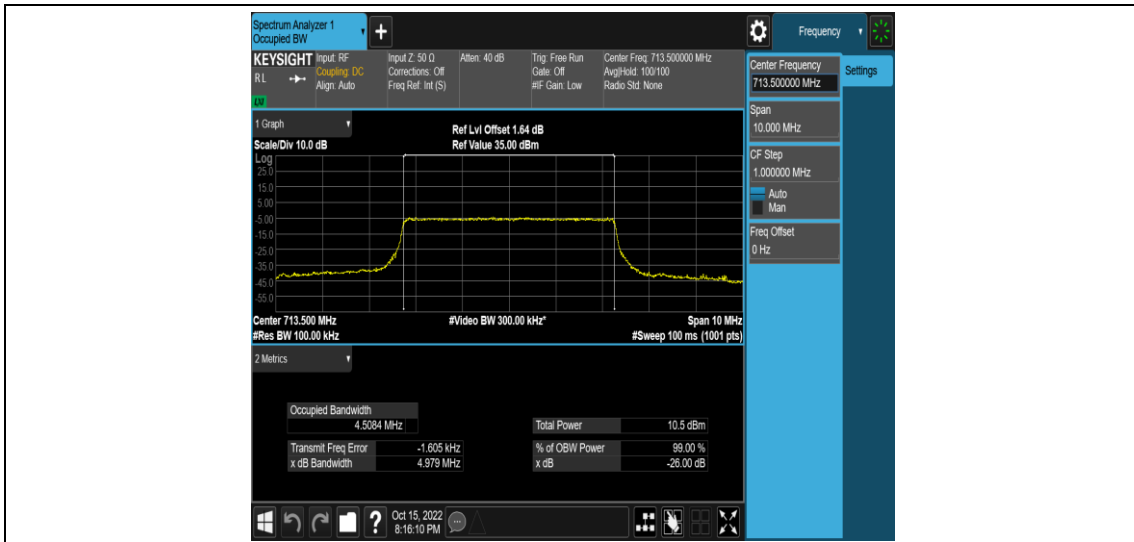 Spectrum Analyzer 1
Occupied BW
+
Frequency
KEYSIGHT
RL
LXI
Input: RF
Coupling: DC
Align: Auto
Input Z: 50 Ω
Corrections: Off
Freq Ref: Int (S)
Atten: 40 dB
Trig: Free Run
Gate: Off
#IF Gain: Low
Center Freq: 713.500000 MHz
Avg|Hold: 100/100
Radio Std: None
Center Frequency
713.500000 MHz
Settings
Span
10.000 MHz
CF Step
1.000000 MHz
Auto
Man
Freq Offset
0 Hz
1 Graph
Scale/Div 10.0 dB
Ref Lvl Offset 1.64 dB
Ref Value 35.00 dBm
Log
25.0
15.0
5.00
-5.00
-15.0
-25.0
-35.0
-45.0
-55.0
Center 713.500 MHz
#Video BW 300.00 kHz*
Span 10 MHz
#Res BW 100.00 kHz
#Sweep 100 ms (1001 pts)
2 Metrics
Occupied Bandwidth
4.5084 MHz
Total Power 10.5 dBm
Transmit Freq Error -1.605 kHz
% of OBW Power 99.00 %
x dB Bandwidth 4.979 MHz
x dB -26.00 dB
?
Oct 15, 2022
8:16:10 PM